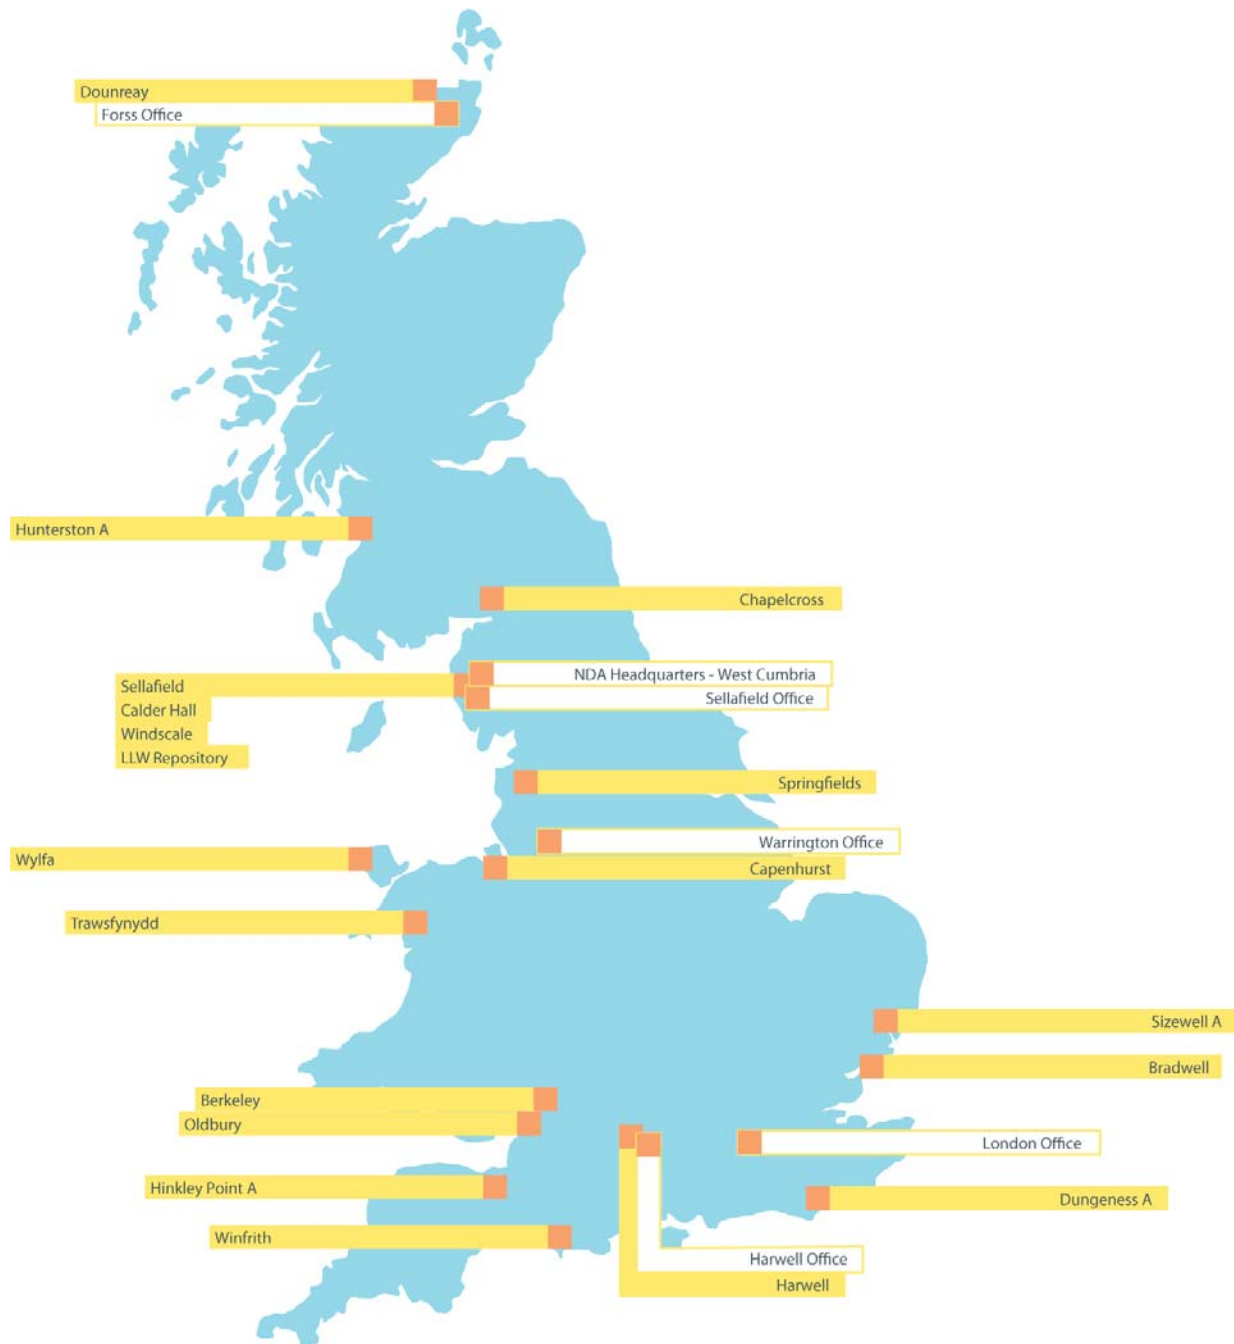 Dounreay
Forss Office
Hunterston A
Chapelcross
NDA Headquarters - West Cumbria
Sellafield
Sellafield Office
Calder Hall
Windscale
LLW Repository
Springfields
Warrington Office
Wylfa
Capenhurst
Trawsfynydd
Sizewell A
Bradwell
Berkeley
Oldbury
London Office
Hinkley Point A
Dungeness A
Winfrith
Harwell Office
Harwell